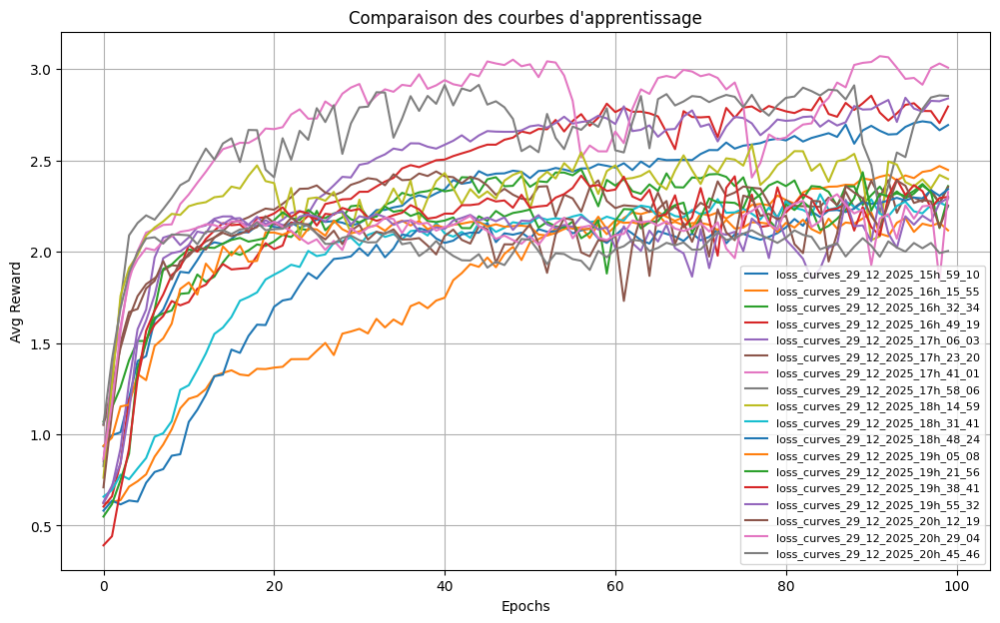 Comparaison des courbes d'apprentissage
Avg Reward
3.0
2.5
2.0
1.5
1.0
0.5
0
20
40
60
80
100
Epochs
loss_curves_29_12_2025_15h_59_10
loss_curves_29_12_2025_16h_15_55
loss_curves_29_12_2025_16h_32_34
loss_curves_29_12_2025_16h_49_19
loss_curves_29_12_2025_17h_06_03
loss_curves_29_12_2025_17h_23_20
loss_curves_29_12_2025_17h_41_01
loss_curves_29_12_2025_17h_58_06
loss_curves_29_12_2025_18h_14_59
loss_curves_29_12_2025_18h_31_41
loss_curves_29_12_2025_18h_48_24
loss_curves_29_12_2025_19h_05_08
loss_curves_29_12_2025_19h_21_56
loss_curves_29_12_2025_19h_38_41
loss_curves_29_12_2025_19h_55_32
loss_curves_29_12_2025_20h_12_19
loss_curves_29_12_2025_20h_29_04
loss_curves_29_12_2025_20h_45_46